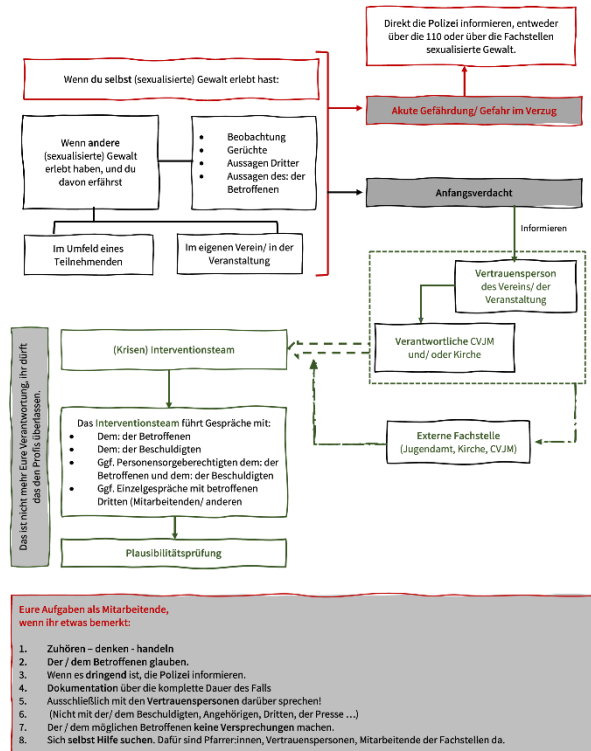 Direkt die Polizei informieren, entweder
über die 110 oder über die Fachstellen
sexualisierte Gewalt.
Wenn du selbst (sexualisierte) Gewalt erlebt hast:
Akute Gefährdung/ Gefahr im Verzug
Wenn andere
(sexualisierte) Gewalt
erlebt haben, und du
davon erfährst
• Beobachtung
• Gerüchte
• Aussagen Dritter
• Aussagen des: der
Betroffenen
Anfangsverdacht
Im Umfeld eines
Teilnehmenden
Im eigenen Verein/ in der
Veranstaltung
Informieren
Vertrauensperson
des Vereins/ der
Veranstaltung
Verantwortliche CVJM
und/ oder Kirche
(Krisen) Interventionsteam
Das ist nicht mehr Eure Verantwortung, ihr dürft
das den Profis überlassen.
Das Interventionsteam führt Gespräche mit:
• Dem: der Betroffenen
• Dem: der Beschuldigten
• Ggf. Personensorgeberechtigten dem: der
Betroffenen und dem: der Beschuldigten
• Ggf. Einzelgespräche mit betroffenen
Dritten (Mitarbeitenden/ anderen
Externe Fachstelle
(Jugendamt, Kirche, CVJM)
Plausibilitätsprüfung
Eure Aufgaben als Mitarbeitende,
wenn ihr etwas bemerkt:
1. Zuhören – denken - handeln
2. Der / dem Betroffenen glauben.
3. Wenn es dringend ist, die Polizei informieren.
4. Dokumentation über die komplette Dauer des Falls
5. Ausschließlich mit den Vertrauenspersonen darüber sprechen!
6. (Nicht mit der/ dem Beschuldigten, Angehörigen, Dritten, der Presse ...)
7. Der / dem möglichen Betroffenen keine Versprechungen machen.
8. Sich selbst Hilfe suchen. Dafür sind Pfarrer:innen, Vertrauenspersonen, Mitarbeitende der Fachstellen da.